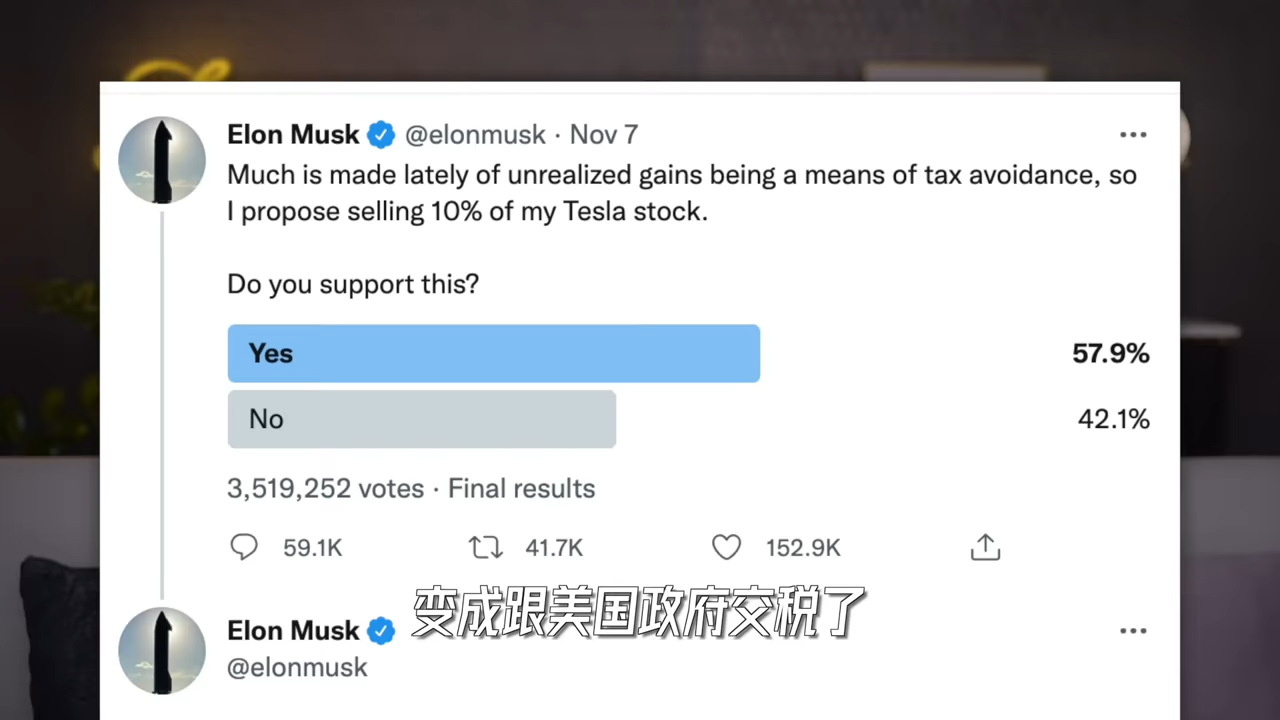 Elon Musk @elonmusk · Nov 7
Much is made lately of unrealized gains being a means of tax avoidance, so
I propose selling 10% of my Tesla stock.
Do you support this?
Yes 57.9%
No 42.1%
3,519,252 votes · Final results
59.1K 41.7K 152.9K
变成跟美国政府交税了
Elon Musk
@elonmusk